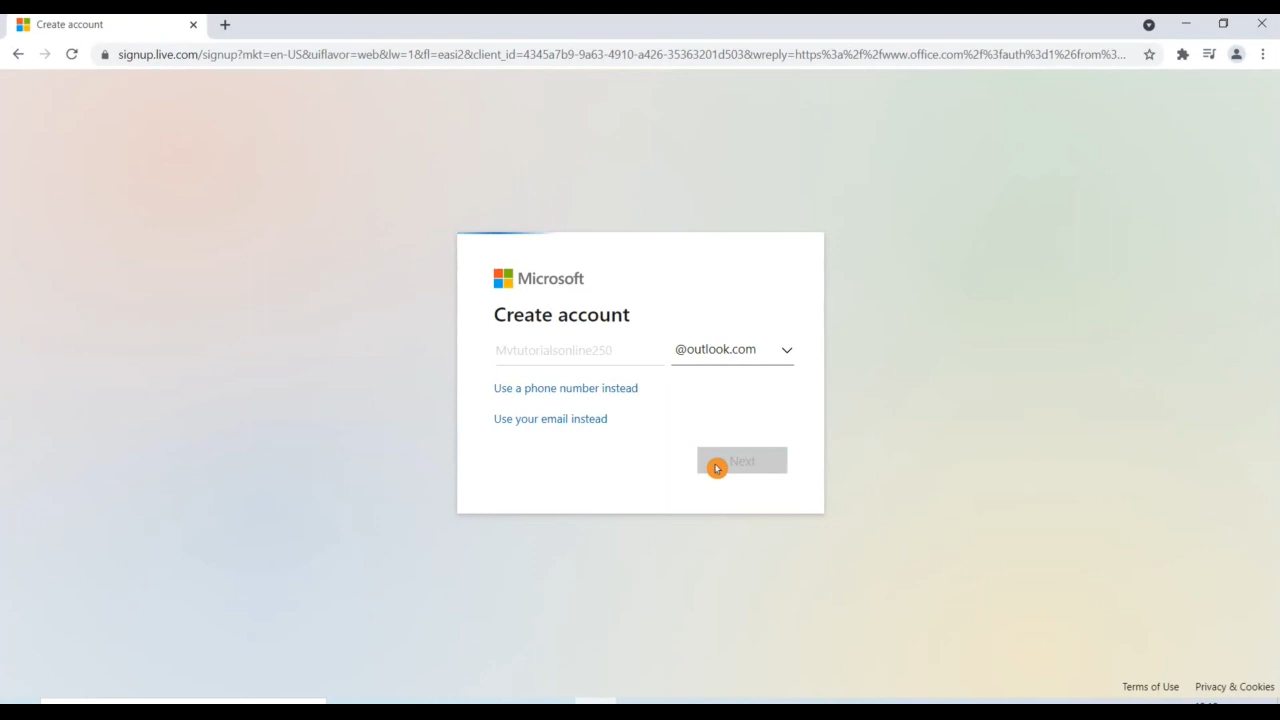 Create account
signup.live.com/signup?mkt=en-US&uiflavor=web&lw=1&fl=easi2&client_id=4345a7b9-9a63-4910-a426-35363201d503&wreply=https%3a%2f%2fwww.office.com%2f%3fauth%3d1%26from%3...
Microsoft
Create account
Mvtutorialsonline250 @outlook.com
Use a phone number instead
Use your email instead
Next
Terms of Use Privacy & Cookies